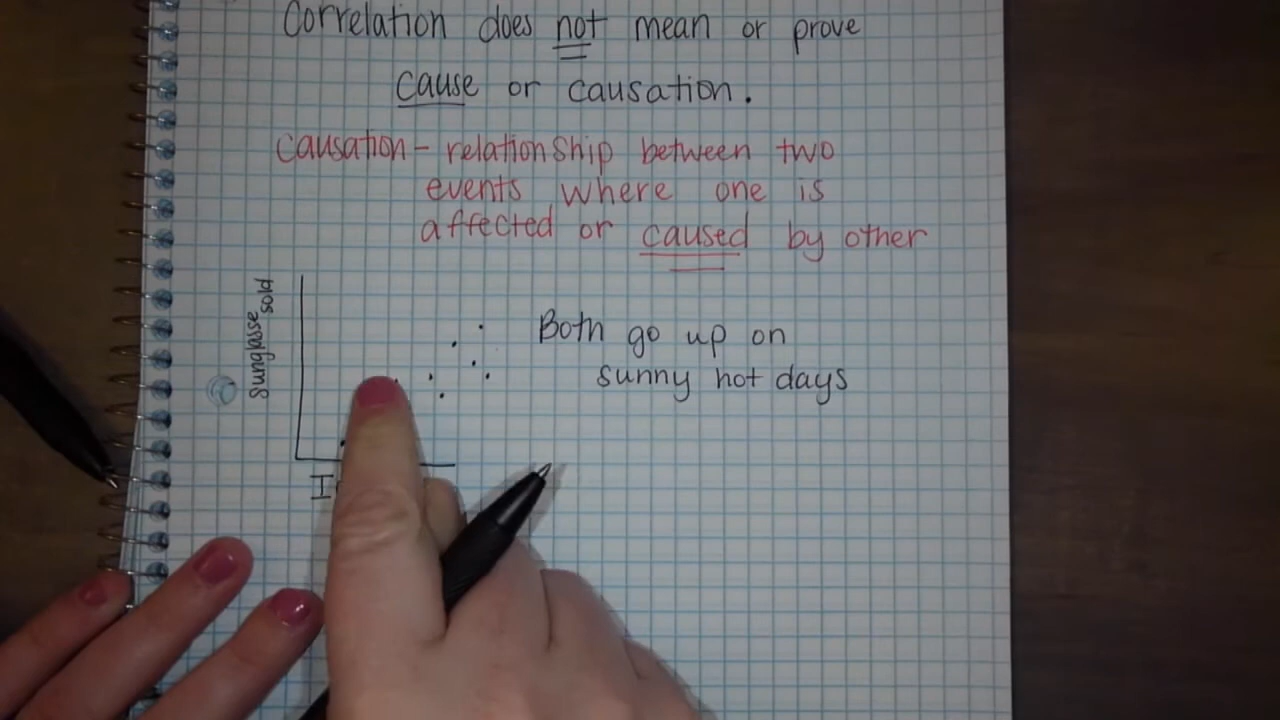 Correlation does not mean or prove
cause or causation.
causation - relationship between two
events where one is
affected or caused by other
Sunglasse
sold
Both go up on
sunny hot days